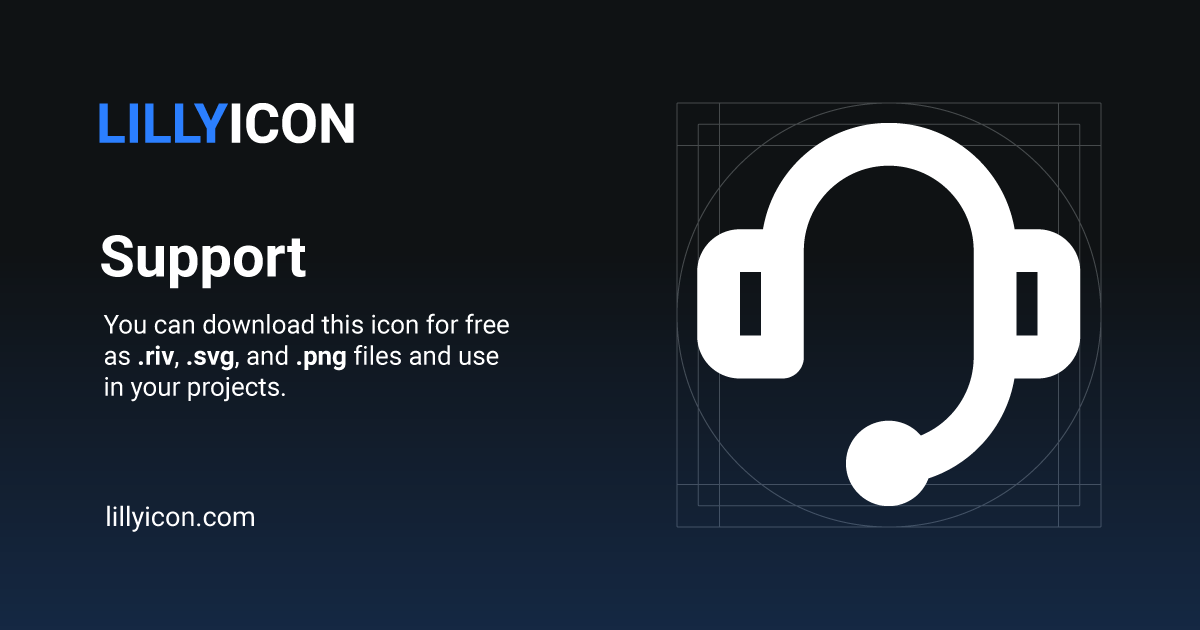 LILLYICON
Support
You can download this icon for free
as .riv, .svg, and .png files and use
in your projects.
lillyicon.com